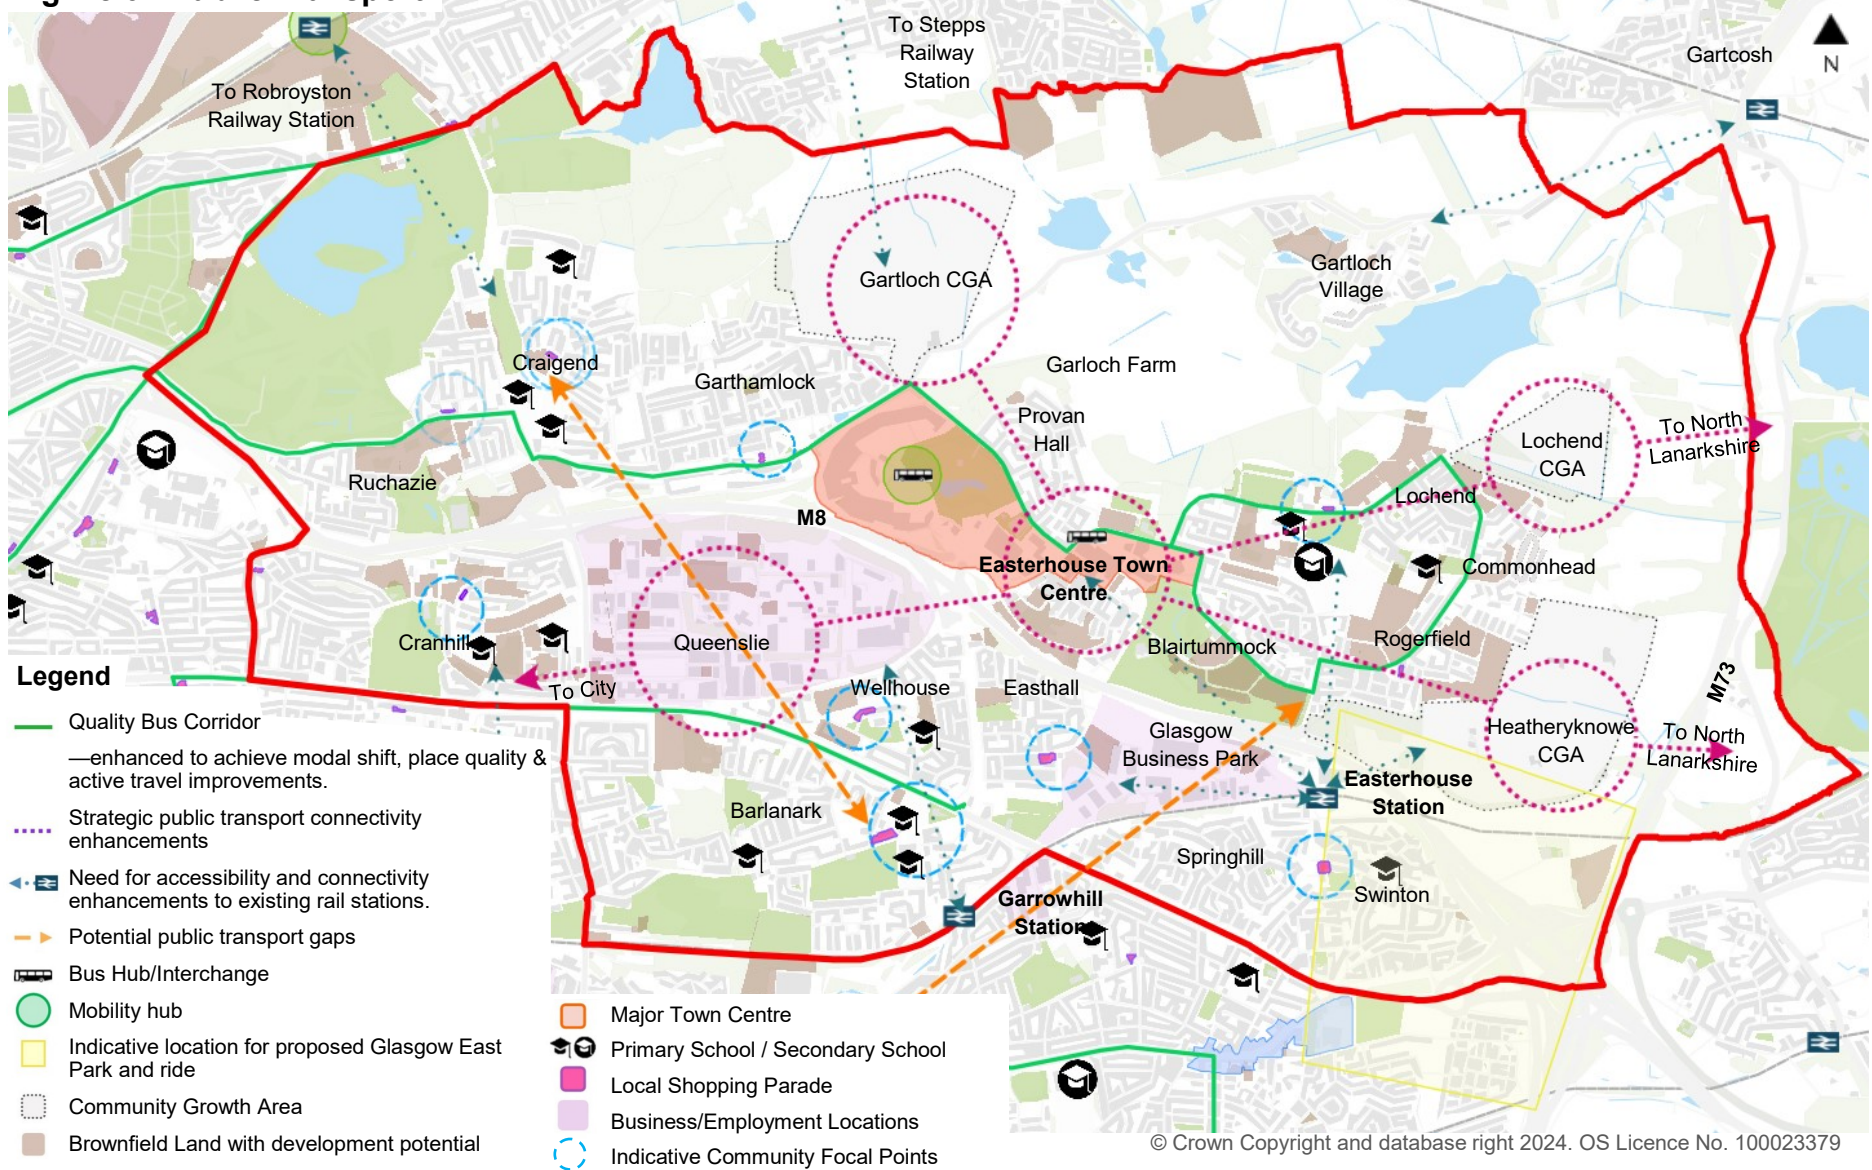 To Stepps
Railway
Station
Gartcosh
N
To Robroyston
Railway Station
Gartloch CGA
Gartloch
Village
Craigend
Garthamlock
Garloch Farm
Provan
Hall
Lochend
CGA
To North
Lanarkshire
Ruchazie
Lochend
M8
Easterhouse Town
Centre
Commonhead
Cranhill
Queenslie
Blairtummock
Rogerfield
M73
To City
Wellhouse
Easthall
Glasgow
Business Park
Heatheryknowe
CGA
To North
Lanarkshire
Easterhouse
Station
Barlanark
Springhill
Swinton
Garrowhill
Station
Legend
Quality Bus Corridor
—enhanced to achieve modal shift, place quality &
active travel improvements.
Strategic public transport connectivity
enhancements
Need for accessibility and connectivity
enhancements to existing rail stations.
Potential public transport gaps
Bus Hub/Interchange
Mobility hub
Indicative location for proposed Glasgow East
Park and ride
Community Growth Area
Brownfield Land with development potential
Major Town Centre
Primary School / Secondary School
Local Shopping Parade
Business/Employment Locations
Indicative Community Focal Points
© Crown Copyright and database right 2024. OS Licence No. 100023379